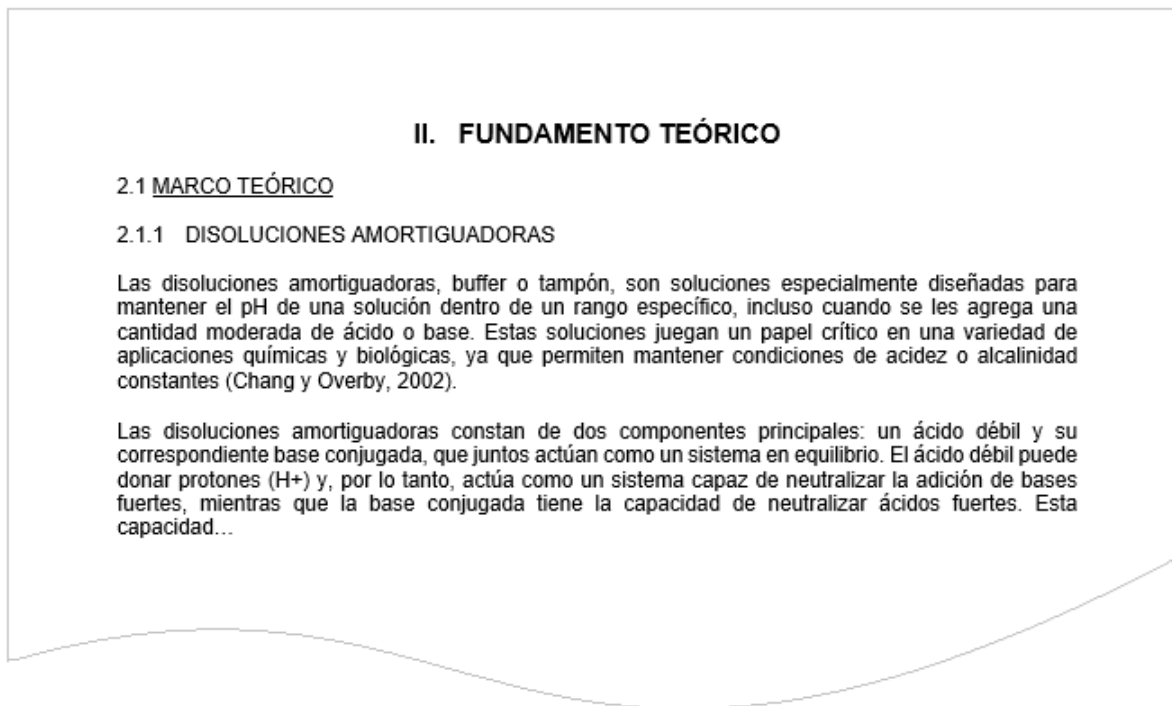 II. FUNDAMENTO TEÓRICO
2.1 MARCO TEÓRICO
2.1.1 DISOLUCIONES AMORTIGUADORAS
Las disoluciones amortiguadoras, buffer o tampón, son soluciones especialmente diseñadas para
mantener el pH de una solución dentro de un rango específico, incluso cuando se les agrega una
cantidad moderada de ácido o base. Estas soluciones juegan un papel crítico en una variedad de
aplicaciones químicas y biológicas, ya que permiten mantener condiciones de acidez o alcalinidad
constantes (Chang y Overby, 2002).
Las disoluciones amortiguadoras constan de dos componentes principales: un ácido débil y su
correspondiente base conjugada, que juntos actúan como un sistema en equilibrio. El ácido débil puede
donar protones (H+) y, por lo tanto, actúa como un sistema capaz de neutralizar la adición de bases
fuertes, mientras que la base conjugada tiene la capacidad de neutralizar ácidos fuertes. Esta
capacidad…